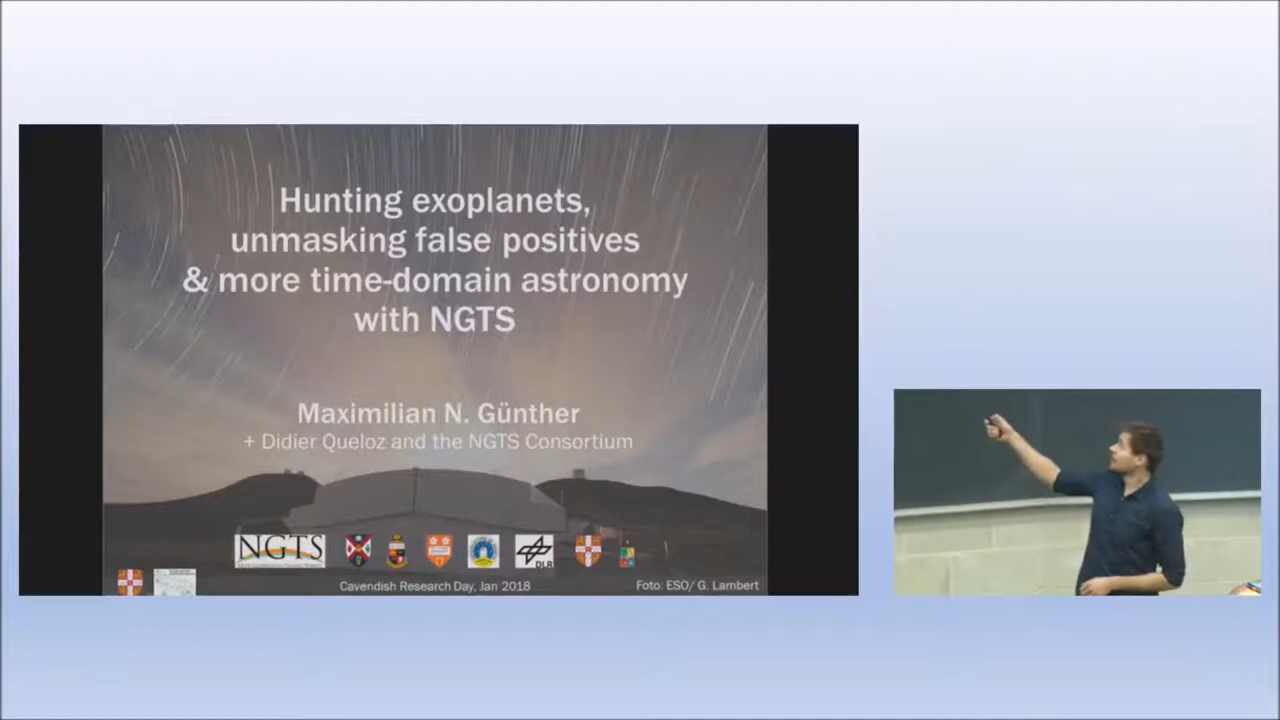 Hunting exoplanets,
unmasking false positives
& more time-domain astronomy
with NGTS
Maximilian N. Günther
+ Didier Queloz and the NGTS Consortium
NGTS
DLR
Cavendish Research Day, Jan 2018
Foto: ESO/ G. Lambert